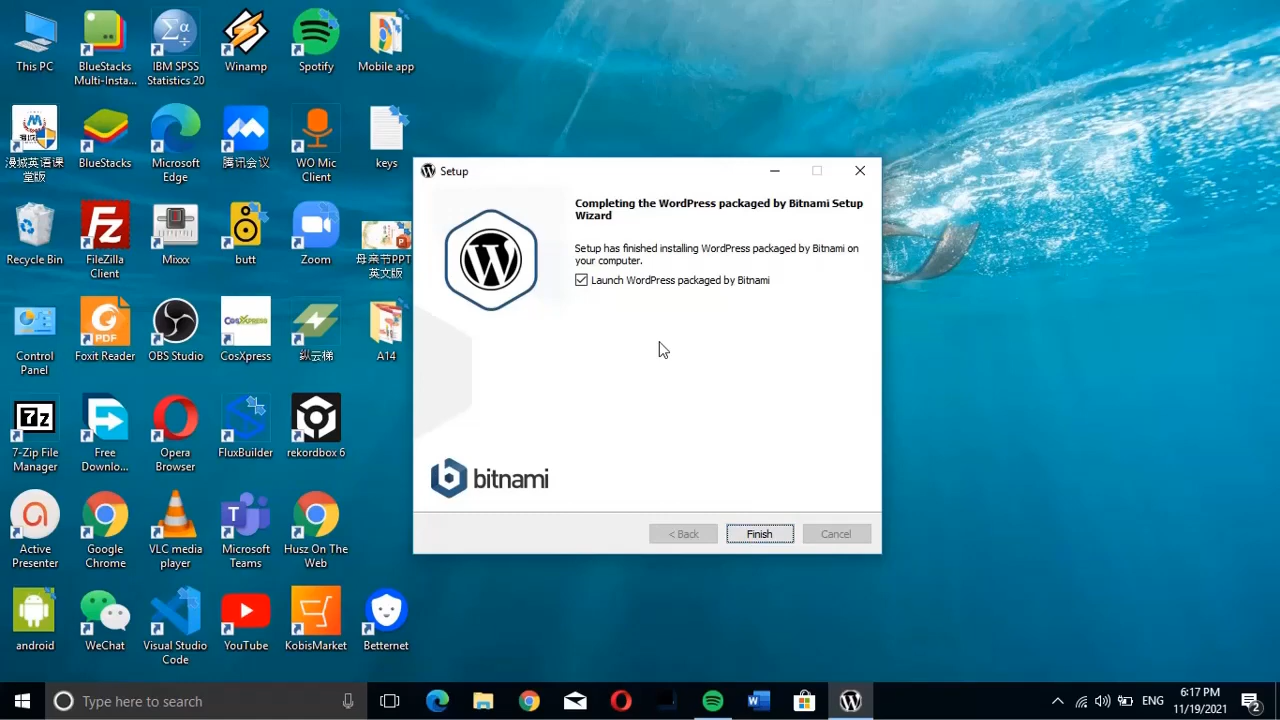 This PC
BlueStacks
Multi-Insta...
IBM SPSS
Statistics 20
Winamp
Spotify
Mobile app
漫城英语课
堂版
BlueStacks
Microsoft
Edge
腾讯会议
WO Mic
Client
keys
Recycle Bin
FileZilla
Client
Mixxx
butt
Zoom
母亲节PPT
英文版
Control
Panel
PDF
Foxit Reader
OBS Studio
CosXpress
CosXpress
纵云梯
A14
7z
7-Zip File
Manager
Free
Downlo...
Opera
Browser
FluxBuilder
rekordbox 6
Active
Presenter
Google
Chrome
VLC media
player
Microsoft
Teams
Husz On The
Web
android
WeChat
Visual Studio
Code
YouTube
KobisMarket
Betternet
Setup
Completing the WordPress packaged by Bitnami Setup
Wizard
Setup has finished installing WordPress packaged by Bitnami on
your computer.
Launch WordPress packaged by Bitnami
bitnami
< Back
Finish
Cancel
Type here to search
ENG
6:17 PM
11/19/2021
2